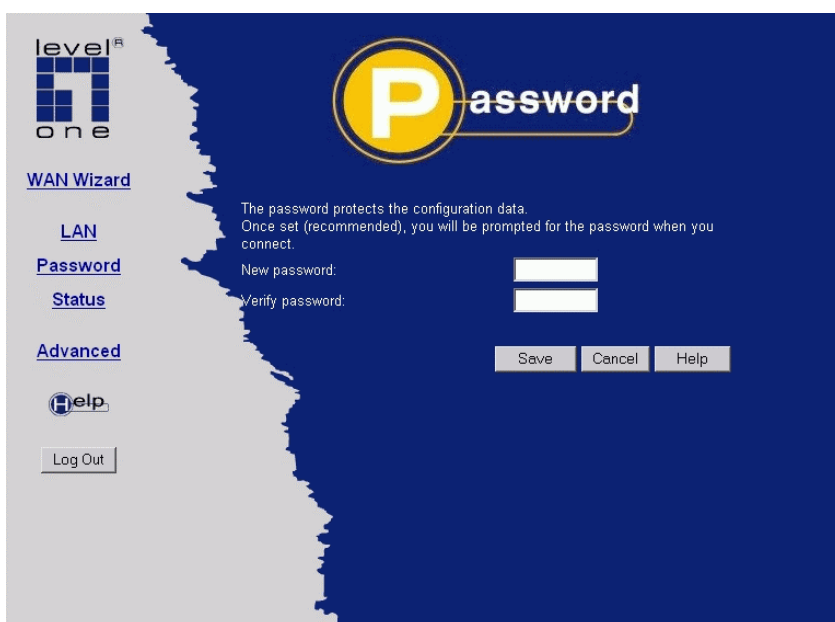 level®
one
WAN Wizard
LAN
Password
Status
Advanced
Help
Log Out
Password
The password protects the configuration data.
Once set (recommended), you will be prompted for the password when you
connect.
New password:
Verify password:
Save Cancel Help